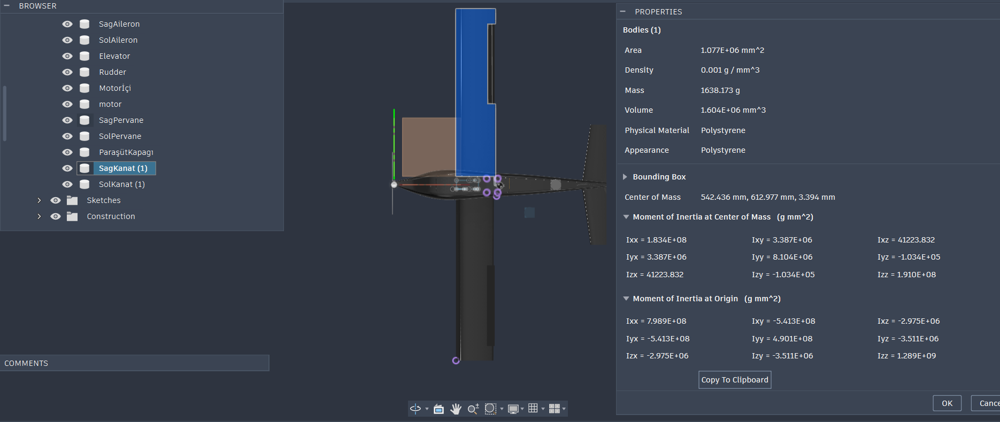 BROWSER
SagAileron
SolAileron
Elevator
Rudder
Motorİçi
motor
SagPervane
SolPervane
ParaşütKapagı
SagKanat (1)
SolKanat (1)
Sketches
Construction
COMMENTS
PROPERTIES
Bodies (1)
Area 1.077E+06 mm^2
Density 0.001 g / mm^3
Mass 1638.173 g
Volume 1.604E+06 mm^3
Physical Material Polystyrene
Appearance Polystyrene
Bounding Box
Center of Mass 542.436 mm, 612.977 mm, 3.394 mm
Moment of Inertia at Center of Mass (g mm^2)
Ixx = 1.834E+08 Ixy = 3.387E+06 Ixz = 41223.832
Iyx = 3.387E+06 Iyy = 8.104E+06 Iyz = -1.034E+05
Izx = 41223.832 Izy = -1.034E+05 Izz = 1.910E+08
Moment of Inertia at Origin (g mm^2)
Ixx = 7.989E+08 Ixy = -5.413E+08 Ixz = -2.975E+06
Iyx = -5.413E+08 Iyy = 4.901E+08 Iyz = -3.511E+06
Izx = -2.975E+06 Izy = -3.511E+06 Izz = 1.289E+09
Copy To Clipboard
OK Cance